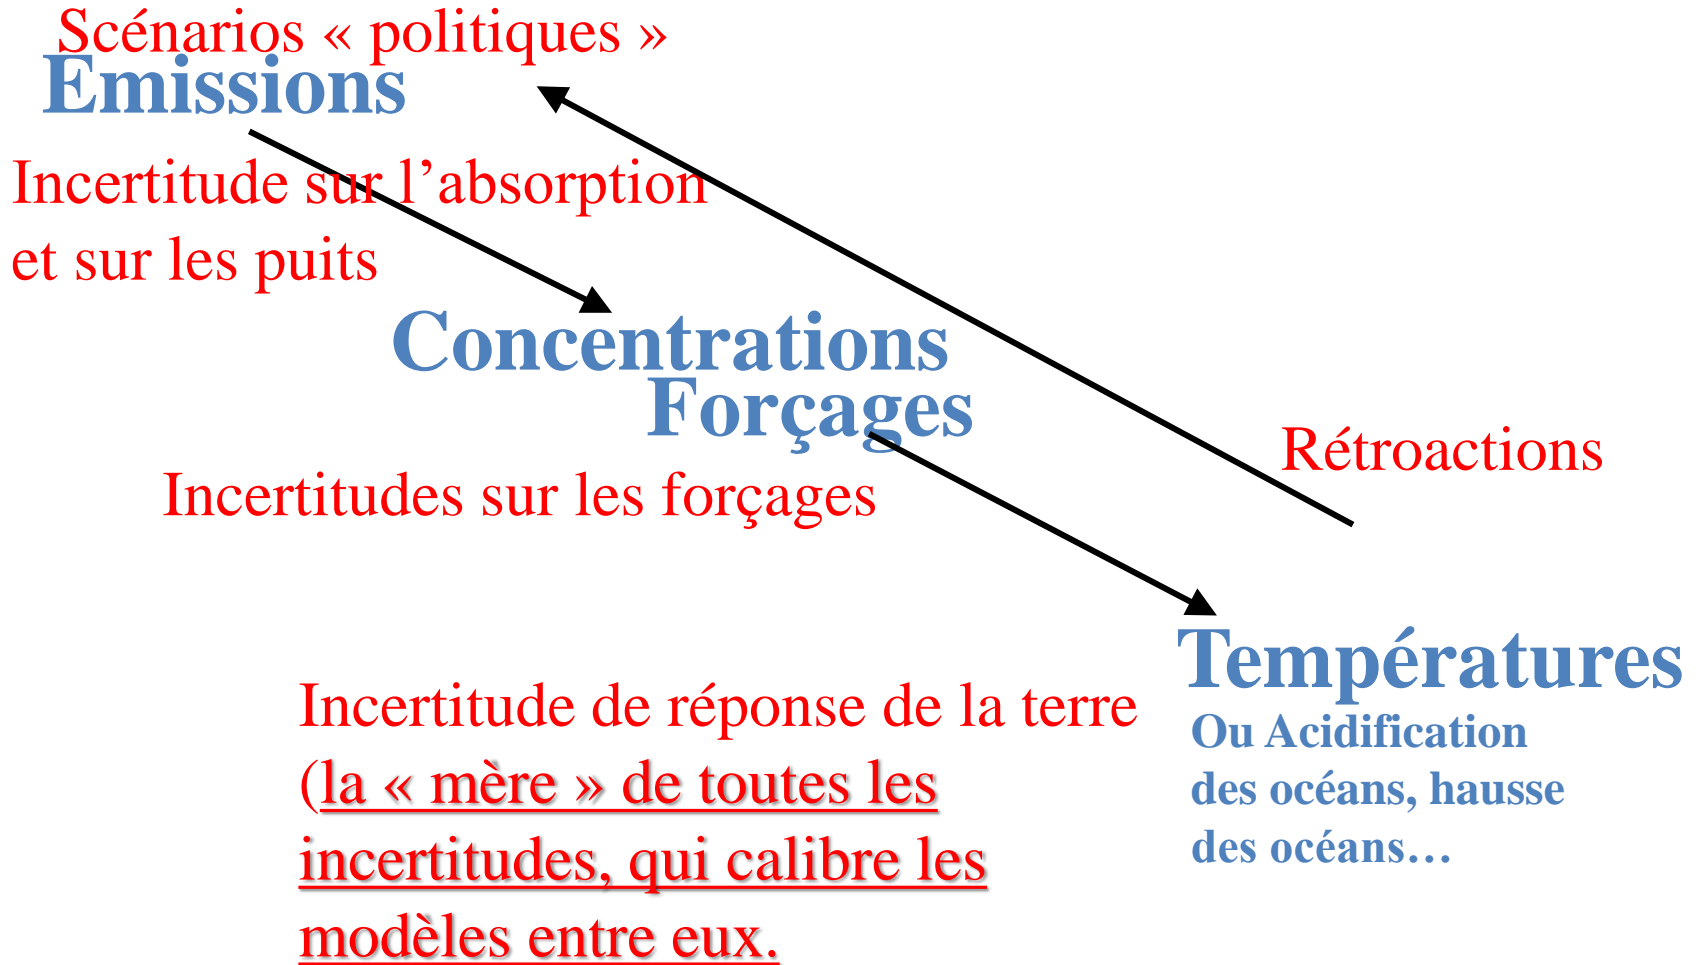 Scénarios « politiques »
Emissions
Incertitude sur l’absorption
et sur les puits
Concentrations
Forçages
Rétroactions
Incertitudes sur les forçages
Températures
Ou Acidification
des océans, hausse
des océans…
Incertitude de réponse de la terre
(la « mère » de toutes les
incertitudes, qui calibre les
modèles entre eux.